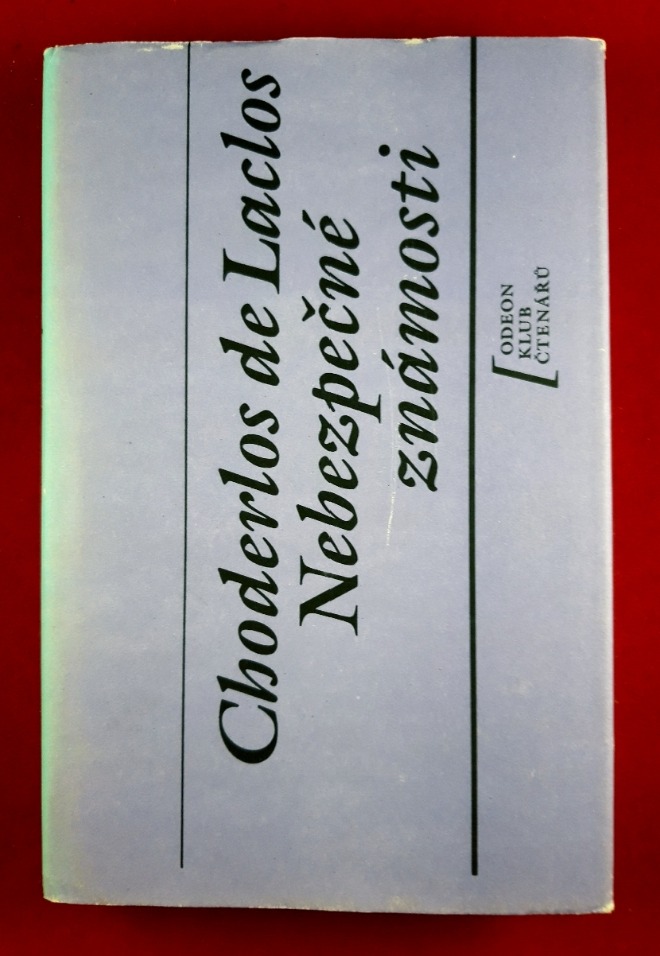 Choderlos de Laclos
Nebezpečné
známosti
ODEON
KLUB
ČTENÁŘŮ